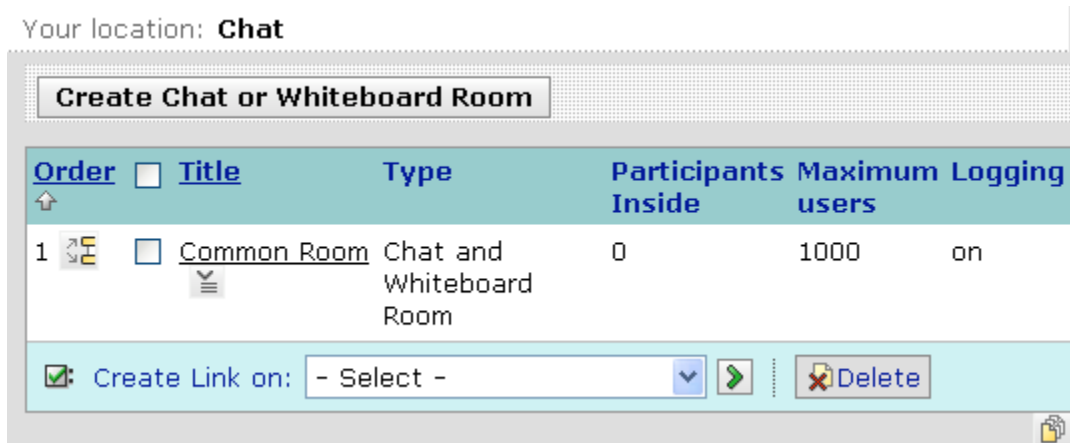 Your location: Chat
Create Chat or Whiteboard Room
Order Title Type Participants Inside Maximum users Logging
1 Common Room Chat and Whiteboard Room 0 1000 on
Create Link on: - Select - Delete